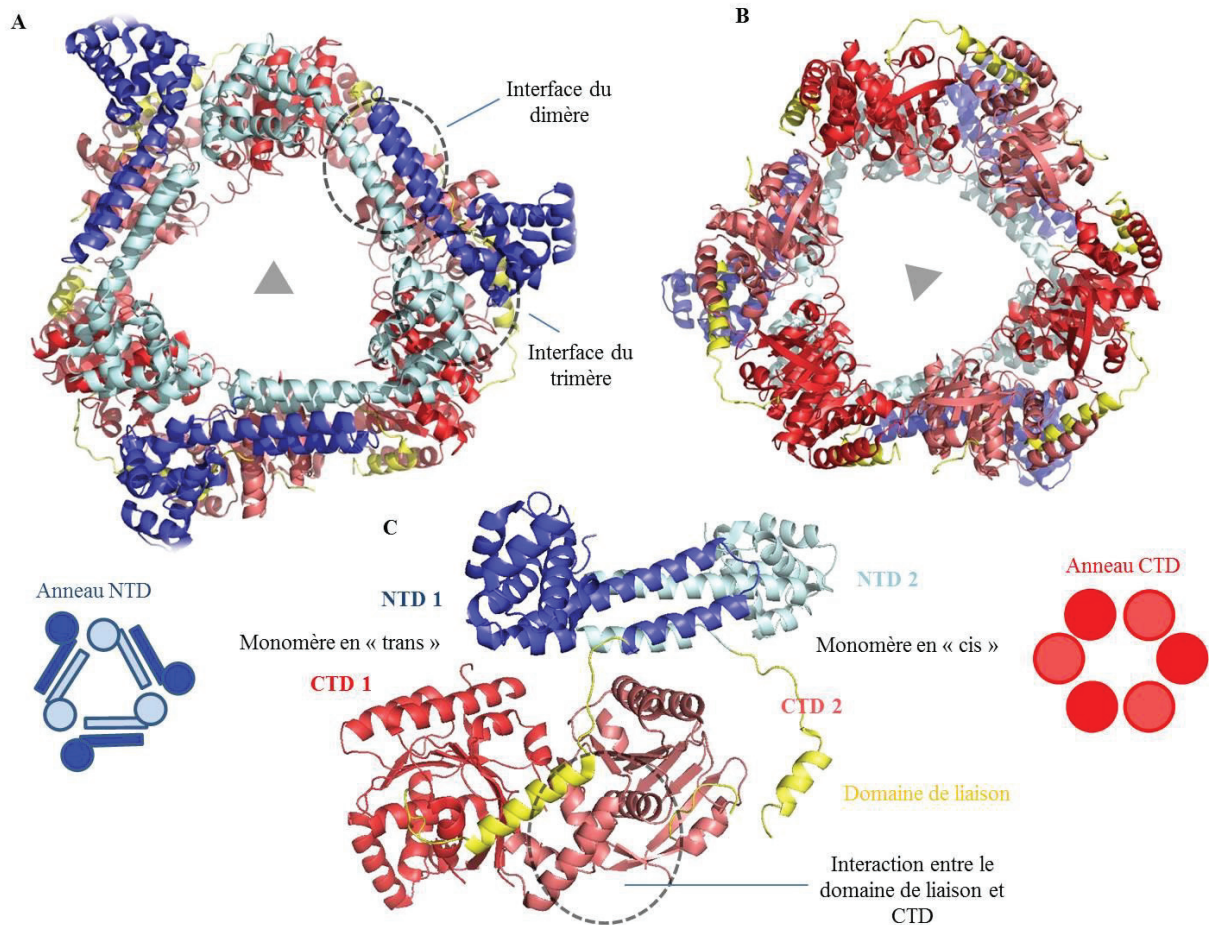 A
B
Interface du
dimère
Interface du
trimère
C
Anneau NTD
NTD 1
NTD 2
Anneau CTD
Monomère en « trans »
Monomère en « cis »
CTD 1
CTD 2
Domaine de liaison
Interaction entre le
domaine de liaison et
CTD